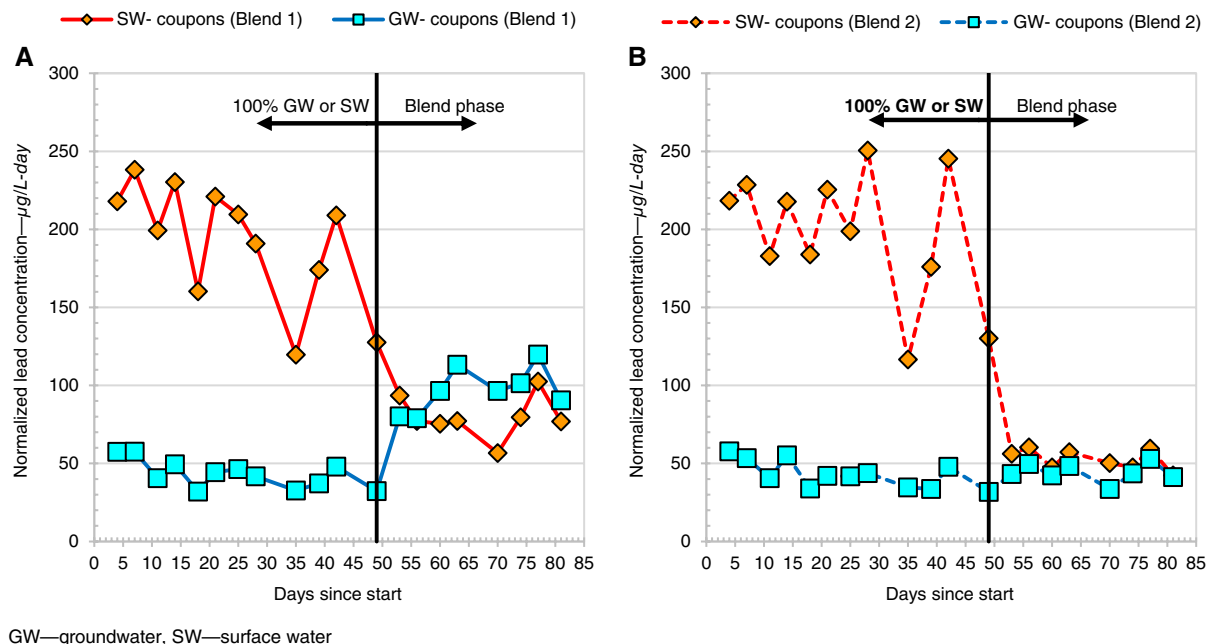 SW- coupons (Blend 1) GW- coupons (Blend 1)
A
300
250
200
150
100
50
0
Normalized lead concentration—µg/L-day
100% GW or SW Blend phase
0 5 10 15 20 25 30 35 40 45 50 55 60 65 70 75 80 85
Days since start
SW- coupons (Blend 2) GW- coupons (Blend 2)
B
300
250
200
150
100
50
0
Normalized lead concentration—µg/L-day
100% GW or SW Blend phase
0 5 10 15 20 25 30 35 40 45 50 55 60 65 70 75 80 85
Days since start
GW—groundwater, SW—surface water